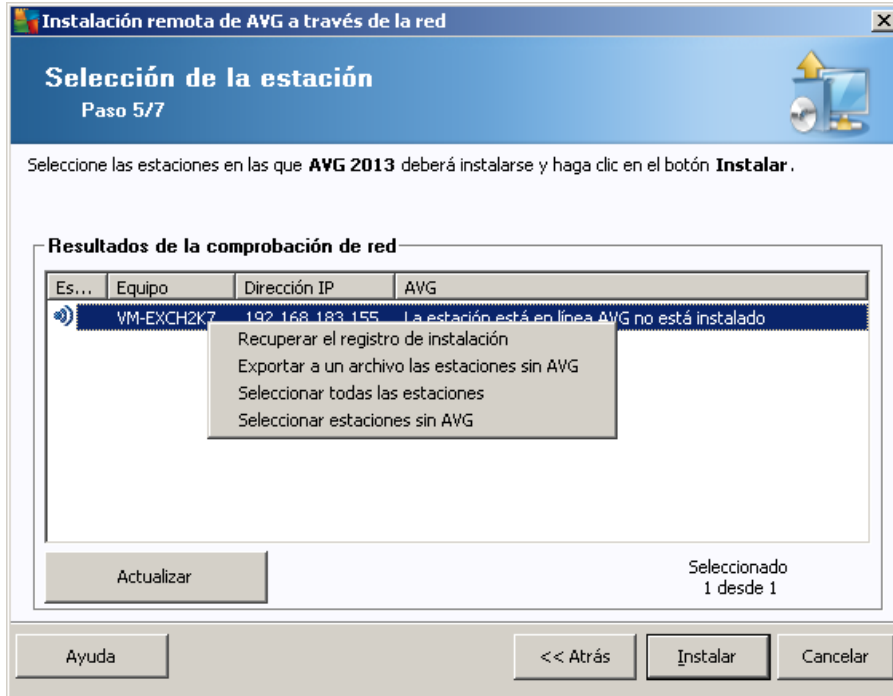 Instalación remota de AVG a través de la red
Selección de la estación
Paso 5/7
Seleccione las estaciones en las que AVG 2013 deberá instalarse y haga clic en el botón Instalar.
Resultados de la comprobación de red
Es... Equipo Dirección IP AVG
VM-EXCH2K7 192.168.183.155 La estación está en línea AVG no está instalado
Recuperar el registro de instalación
Exportar a un archivo las estaciones sin AVG
Seleccionar todas las estaciones
Seleccionar estaciones sin AVG
Actualizar
Seleccionado
1 desde 1
Ayuda << Atrás Instalar Cancelar